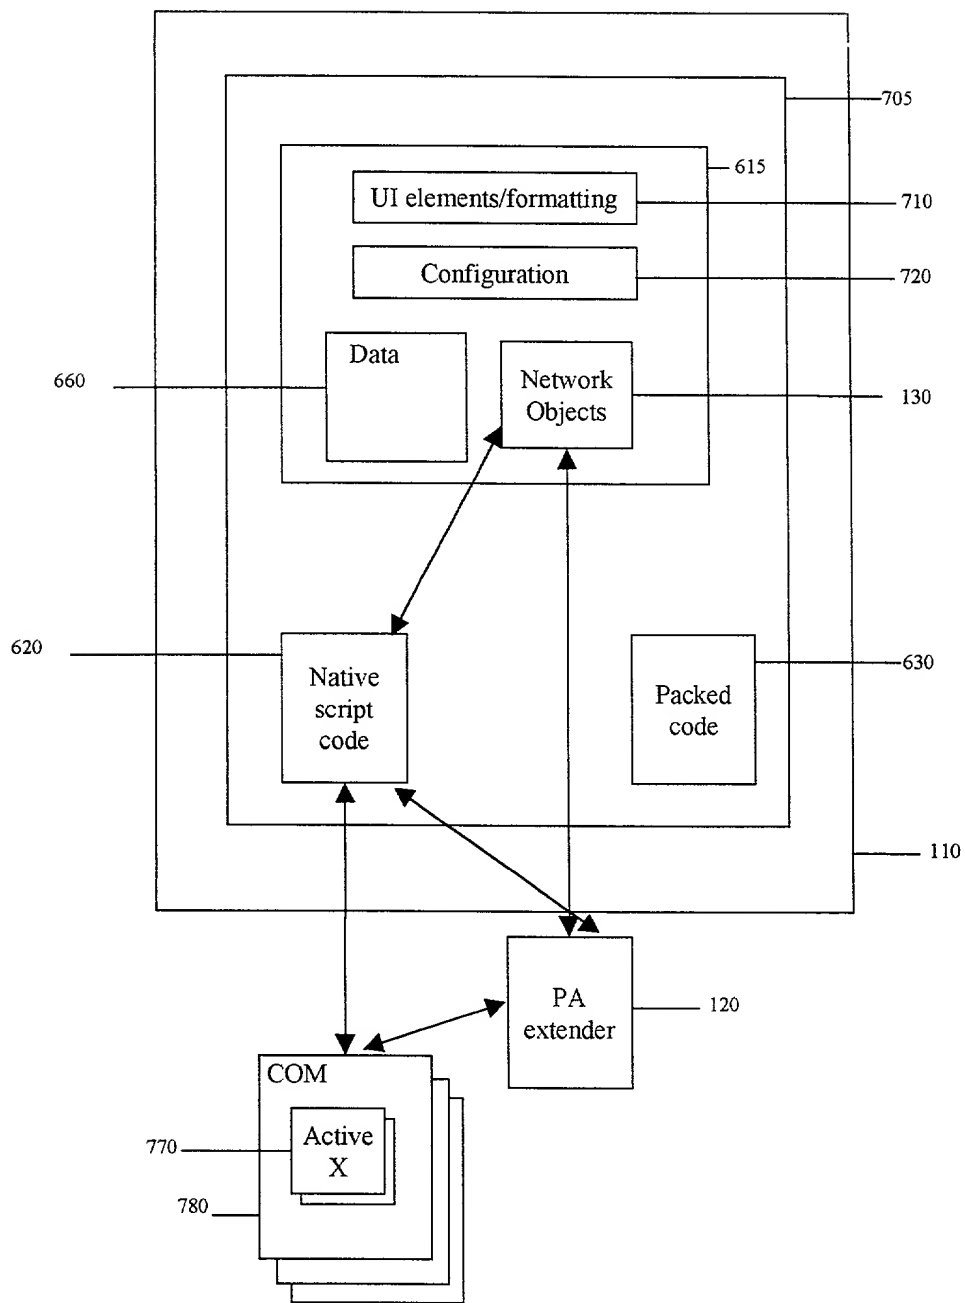 705
615
UI elements/formatting
710
Configuration
720
Data
660
Network
Objects
130
620
Native
script
code
630
Packed
code
110
PA
extender
120
COM
770
Active
X
780